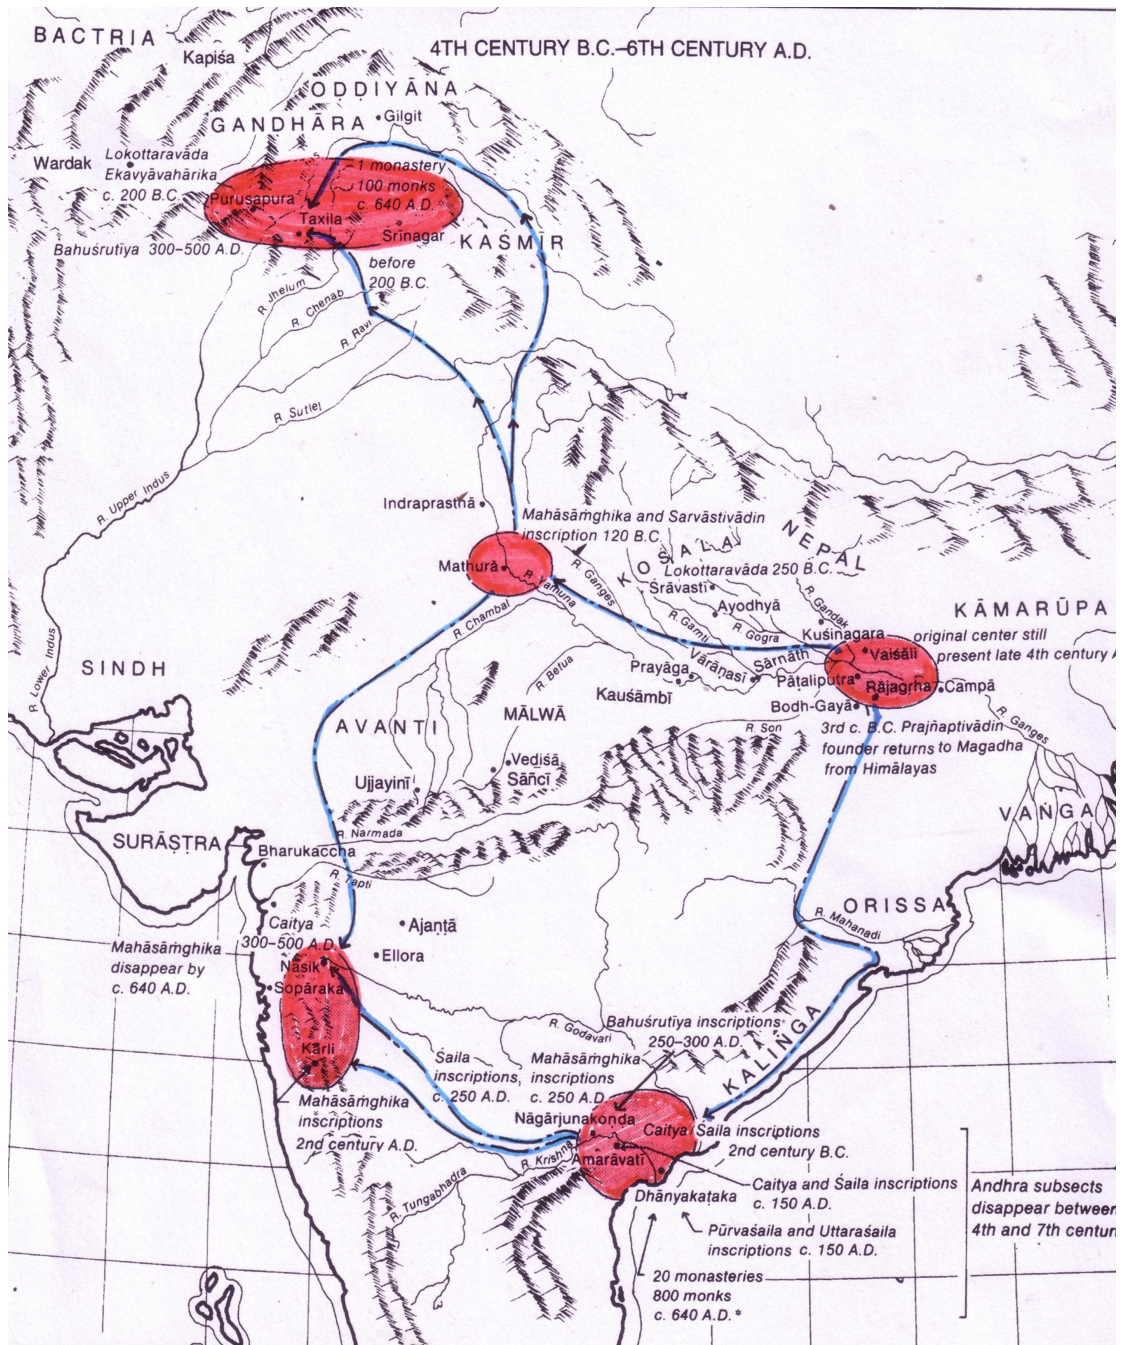 4TH CENTURY B.C.–6TH CENTURY A.D.
BACTRIA
Kapiśa
ODDIYĀNA
GANDHĀRA
Gilgit
Wardak
Lokottaravāda
Ekavyāvahārika
c. 200 B.C.
1 monastery
100 monks
c. 640 A.D.
Purusapura
Taxila
Śrīnagar
KASMĪR
Bahuśrutīya 300–500 A.D.
before
200 B.C.
R. Jhelum
R. Chenab
R. Ravi
R. Sutlej
R. Upper Indus
Indraprastha
Mahāsāṃghika and Sarvāstivādin
inscription 120 B.C.
NEPAL
KOŚALA
Mathurā
R. Yamuna
R. Ganges
Lokottaravāda 250 B.C.
Śrāvasti
Ayodhyā
R. Gandak
KĀMARŪPA
R. Chambal
R. Gamti
R. Gogra
Kuśinagara
original center still
present late 4th century A
R. Lower Indus
SINDH
R. Betua
Prayāga
Vārāṇasī
Sārnāth
Vaiśāli
Pāṭaliputra
Rājagṛha
Campā
Kauśāmbī
Bodh-Gayā
R. Ganges
AVANTI
MĀLWĀ
R. Son
3rd c. B.C. Prajñaptivādin
founder returns to Magadha
from Himālayas
Ujjayinī
Vediśā
Sāñcī
VAṄGA
SURĀṢṬRA
R. Narmada
Bharukaccha
R. Tapti
ORISSA
R. Mahanadi
Caitya
300–500 A.D.
Ajaṇṭā
Ellora
Mahāsāṃghika
disappear by
c. 640 A.D.
Nāsik
Sopāraka
Kārli
R. Godavari
Bahuśrutīya inscriptions
250–300 A.D.
KALIṄGA
Śaila
inscriptions,
c. 250 A.D.
Mahāsāṃghika
inscriptions
c. 250 A.D.
Mahāsāṃghika
inscriptions
2nd century A.D.
Nāgārjunakoṇḍa
Caitya Śaila inscriptions
2nd century B.C.
R. Krishna
Amarāvatī
R. Tungabhadra
Dhānyakaṭaka
Caitya and Śaila inscriptions
c. 150 A.D.
Pūrvaśaila and Uttaraśaila
inscriptions c. 150 A.D.
20 monasteries
800 monks
c. 640 A.D.*
Andhra subsects
disappear between
4th and 7th centur